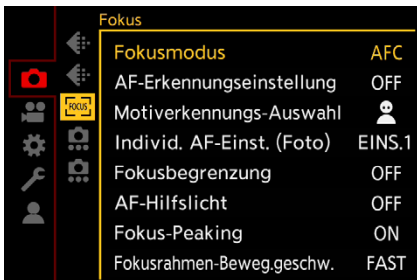 Fokus
FOCUS
Fokusmodus AFC
AF-Erkennungseinstellung OFF
Motiverkennungs-Auswahl
Individ. AF-Einst. (Foto) EINS.1
Fokusbegrenzung OFF
AF-Hilfslicht OFF
Fokus-Peaking ON
Fokusrahmen-Beweg.geschw. FAST